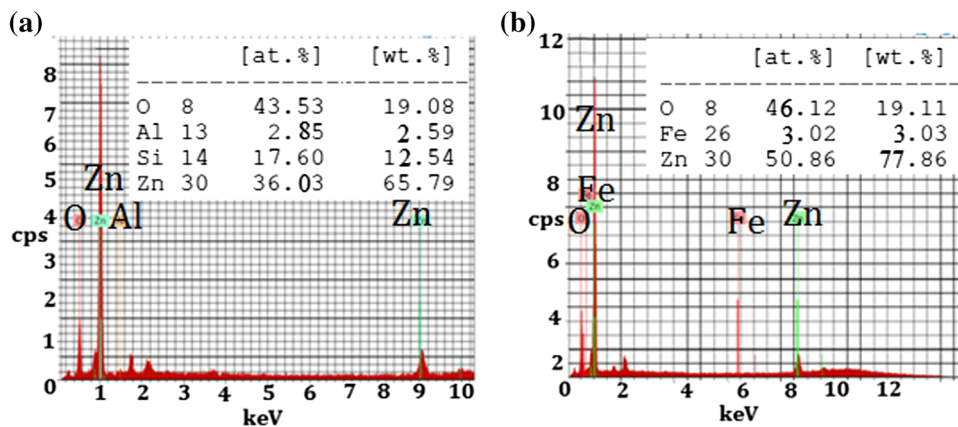 (a)
[at.%] [wt.%]
O 8 43.53 19.08
Al 13 2.85 2.59
Si 14 17.60 12.54
Zn 30 36.03 65.79
8
7
6
5
4
cps
3
2
1
0
Zn
O Zn Al
Zn
1 2 3 4 5 6 7 8 9 10
keV
(b)
[at.%] [wt.%]
O 8 46.12 19.11
Fe 26 3.02 3.03
Zn 30 50.86 77.86
12
10
8
cps
6
4
2
Zn
Fe
Zn
O
Fe
Zn
0 2 4 6 8 10 12
keV